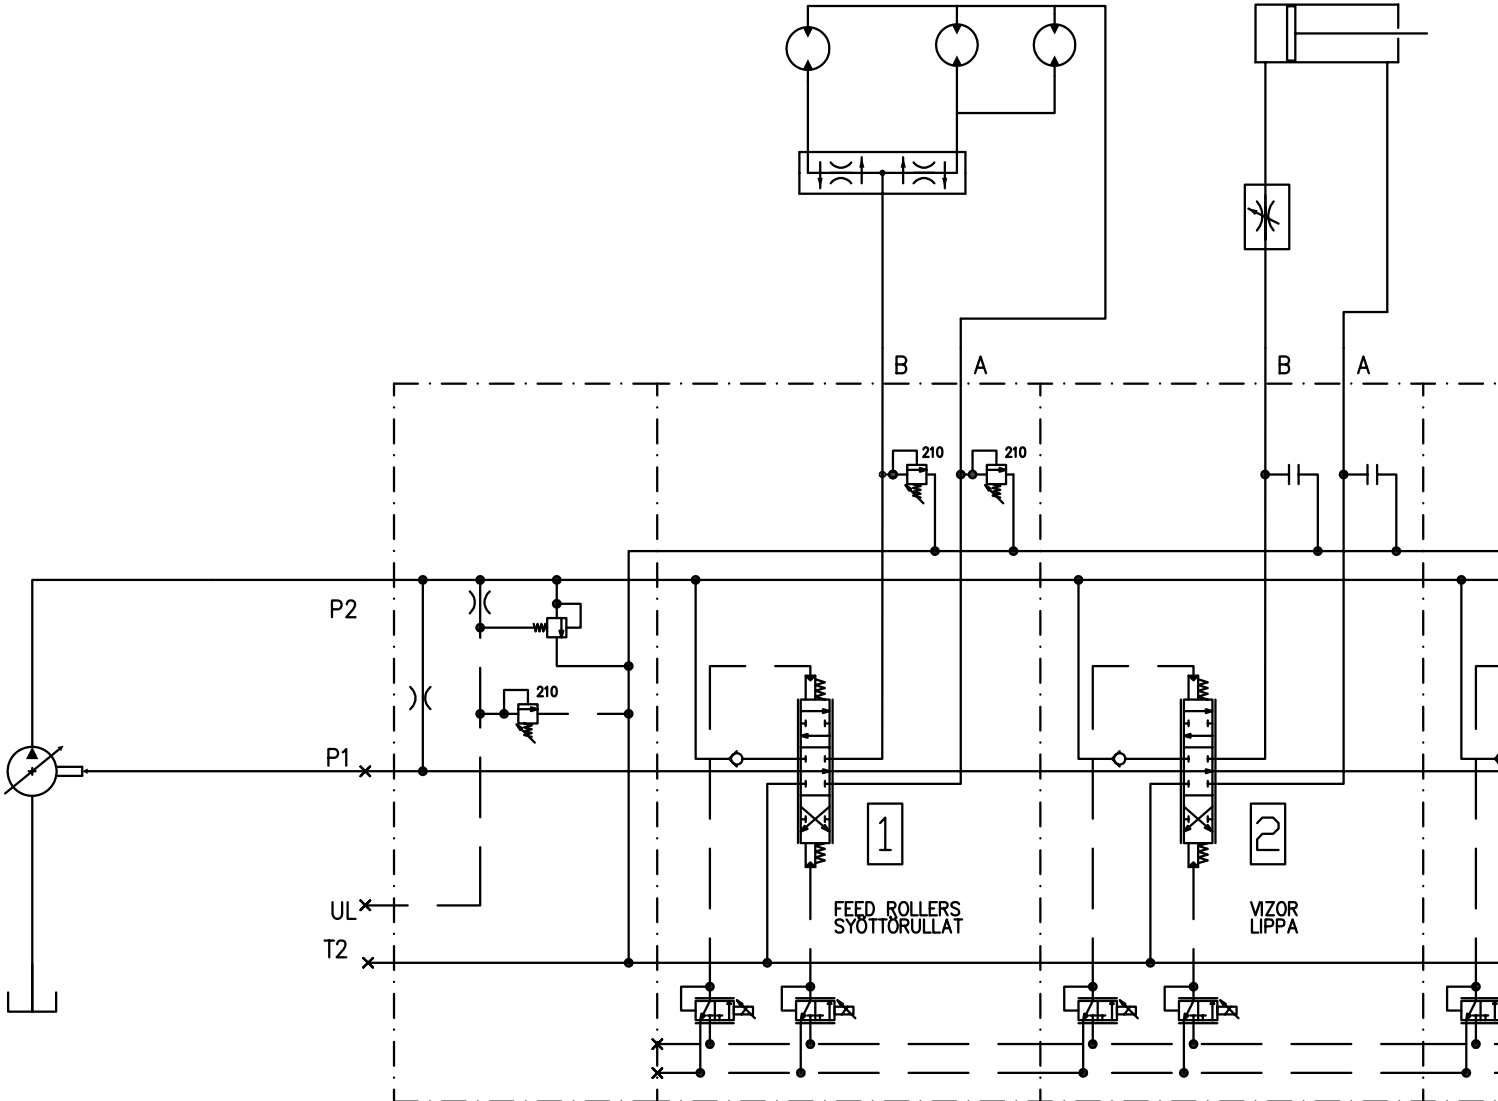 B
A
B
A
210
210
P2
210
P1
1
2
UL
FEED ROLLERS
SYÖTTÖRULLAT
VIZOR
LIPPA
T2